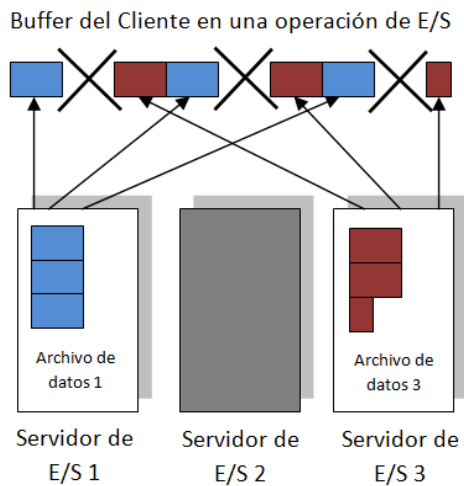 Buffer del Cliente en una operación de E/S
Archivo de
datos 1
Archivo de
datos 3
Servidor de
E/S 1
Servidor de
E/S 2
Servidor de
E/S 3